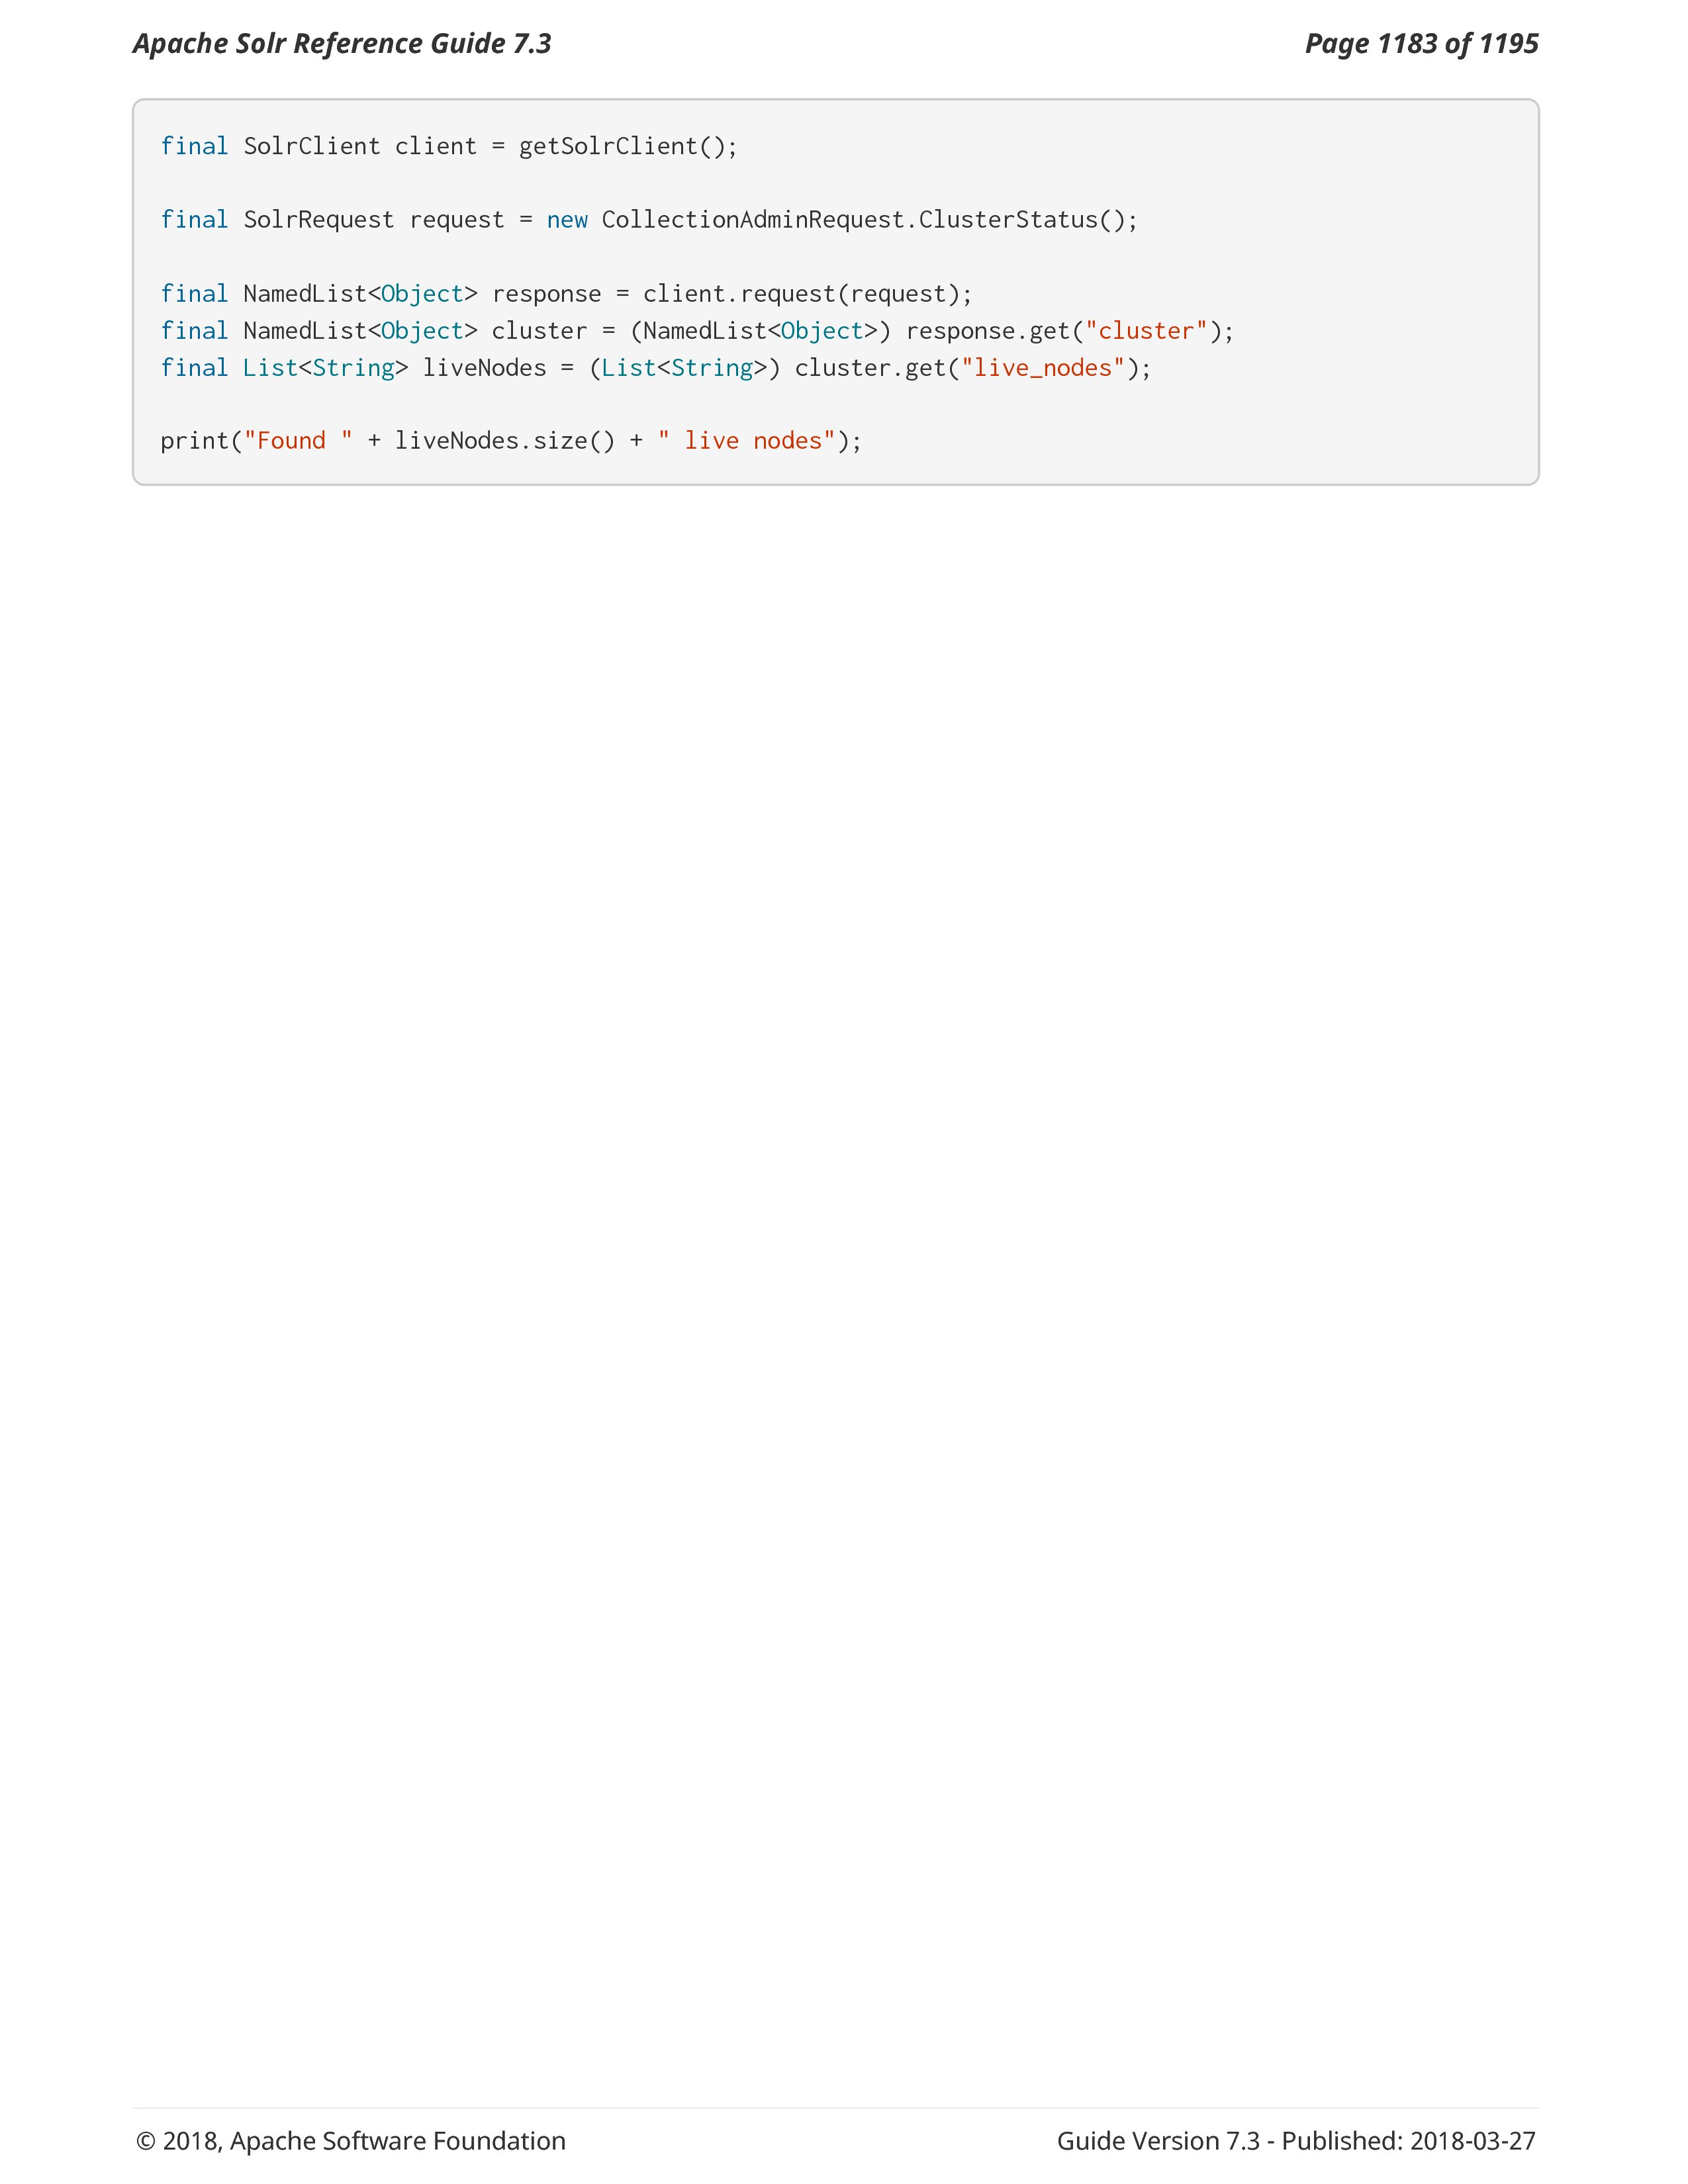 Apache Solr Reference Guide 7.3
Page 1183 of 1195
final SolrClient client = getSolrClient();
final SolrRequest request = new CollectionAdminRequest.ClusterStatus();
final NamedList<Object> response = client.request(request);
final NamedList<Object> cluster = (NamedList<Object>) response.get("cluster");
final List<String> liveNodes = (List<String>) cluster.get("live_nodes");
print("Found " + liveNodes.size() + " live nodes");
© 2018, Apache Software Foundation
Guide Version 7.3 - Published: 2018-03-27